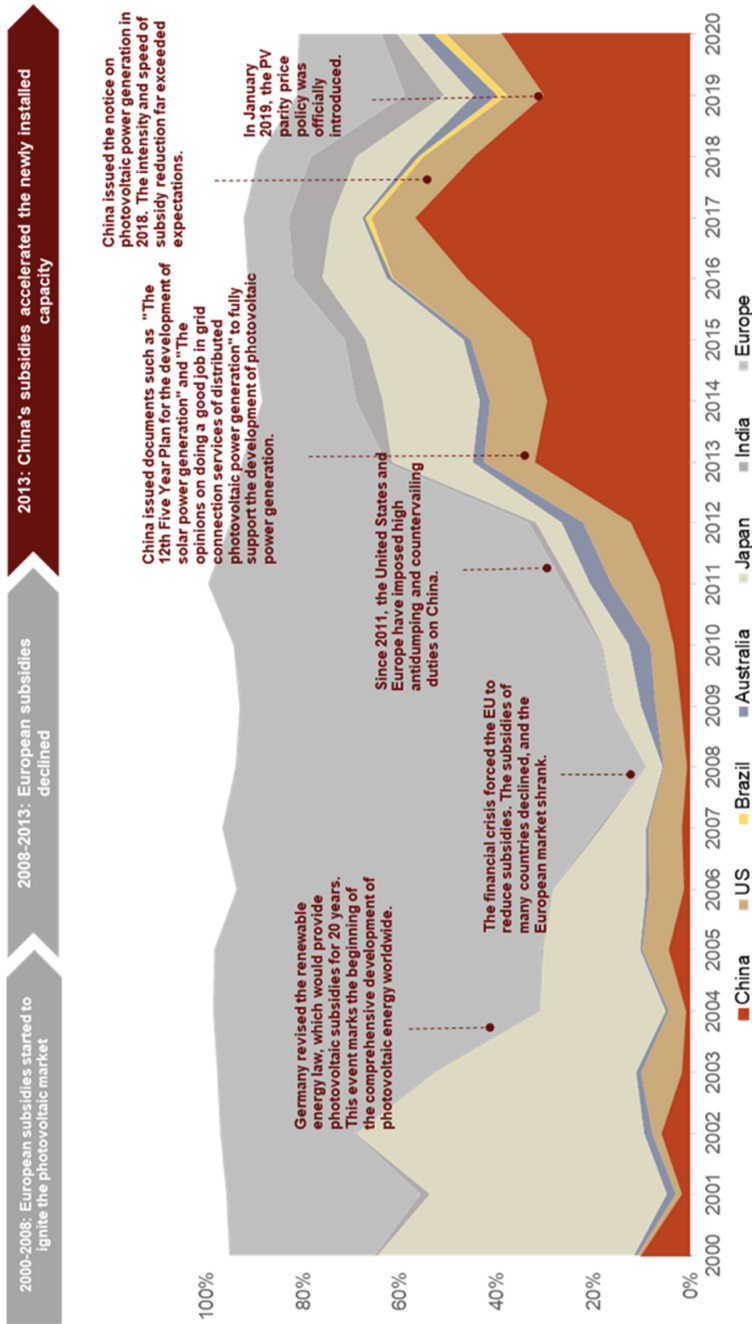 2000-2008: European subsidies started to
ignite the photovoltaic market
2008-2013: European subsidies
declined
2013: China's subsidies accelerated the newly installed
capacity
China issued the notice on
photovoltaic power generation in
2018. The intensity and speed of
subsidy reduction far exceeded
expectations.
China issued documents such as "The
12th Five Year Plan for the development of
solar power generation" and "The
opinions on doing a good job in grid
connection services of distributed
photovoltaic power generation" to fully
support the development of photovoltaic
power generation.
In January
2019, the PV
parity price
policy was
officially
introduced.
Germany revised the renewable
energy law, which would provide
photovoltaic subsidies for 20 years.
This event marks the beginning of
the comprehensive development of
photovoltaic energy worldwide.
Since 2011, the United States and
Europe have imposed high
antidumping and countervailing
duties on China.
The financial crisis forced the EU to
reduce subsidies. The subsidies of
many countries declined, and the
European market shrank.
100%
80%
60%
40%
20%
0%
2000 2001 2002 2003 2004 2005 2006 2007 2008 2009 2010 2011 2012 2013 2014 2015 2016 2017 2018 2019 2020
China US Brazil Australia Japan India Europe